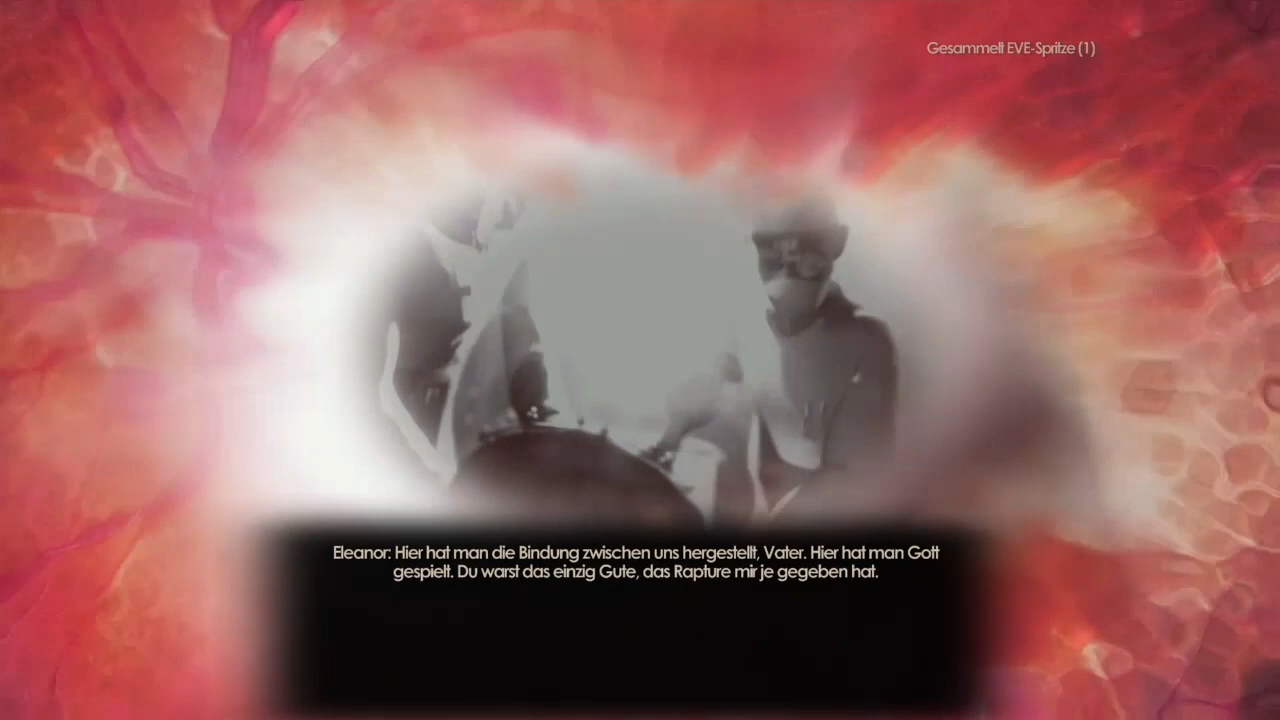 Gesammelt EVE-Spritze (1)
Eleanor: Hier hat man die Bindung zwischen uns hergestellt, Vater. Hier hat man Gott
gespielt. Du warst das einzig Gute, das Rapture mir je gegeben hat.